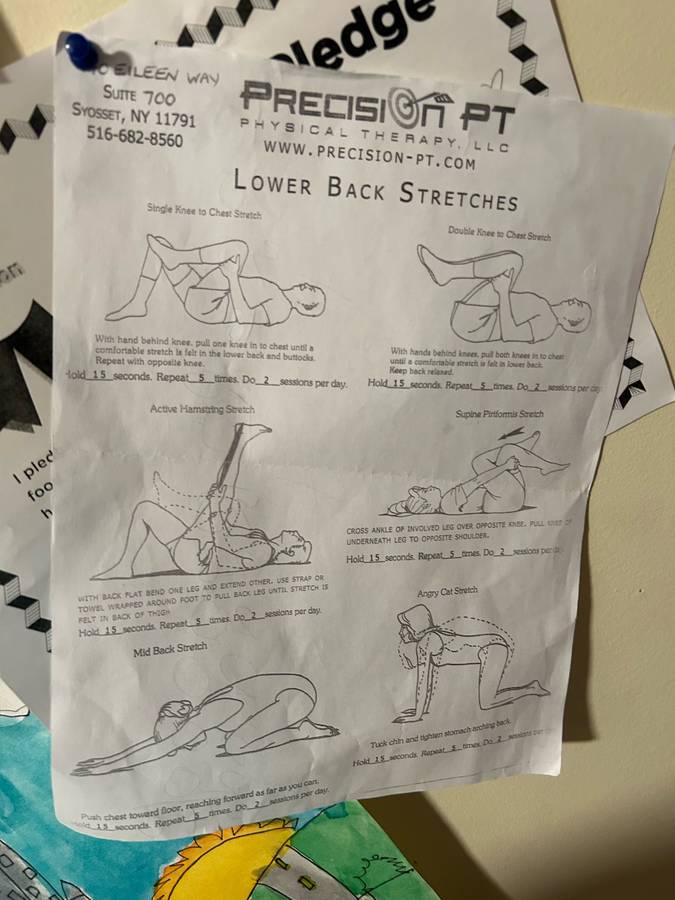 Pledge
EILEEN WAY
SUITE 700
SYOSSET, NY 11791
516-682-8560
PRECISION PT
PHYSICAL THERAPY, LLC
WWW.PRECISION-PT.COM
LOWER BACK STRETCHES
Single Knee to Chest Stretch
With hand behind knee, pull one knee in to chest until a
comfortable stretch is felt in the lower back and buttocks.
Repeat with opposite knee.
Hold 15 seconds. Repeat 5 times. Do 2 sessions per day.
Double Knee to Chest Stretch
With hands behind knees, pull both knees in to chest
until a comfortable stretch is felt in lower back.
Keep back relaxed.
Hold 15 seconds. Repeat 5 times. Do 2 sessions per day
Active Hamstring Stretch
WITH BACK FLAT BEND ONE LEG AND EXTEND OTHER. USE STRAP OR
TOWEL WRAPPED AROUND FOOT TO PULL BACK LEG UNTIL STRETCH IS
FELT IN BACK OF THIGH
Hold 15 seconds. Repeat 5 times. Do 2 sessions per day.
Supine Piriformis Stretch
CROSS ANKLE OF INVOLVED LEG OVER OPPOSITE KNEE. PULL
UNDERNEATH LEG TO OPPOSITE SHOULDER.
Hold 15 seconds. Repeat 5 times. Do 2 sessions per
Mid Back Stretch
Push chest toward floor, reaching forward as far as you can.
Hold 15 seconds. Repeat 5 times. Do 2 sessions per day.
Angry Cat Stretch
Tuck chin and tighten stomach arching back.
Hold 15 seconds. Repeat 5 times. Do 2 sessions per
on
I pled
foo
h